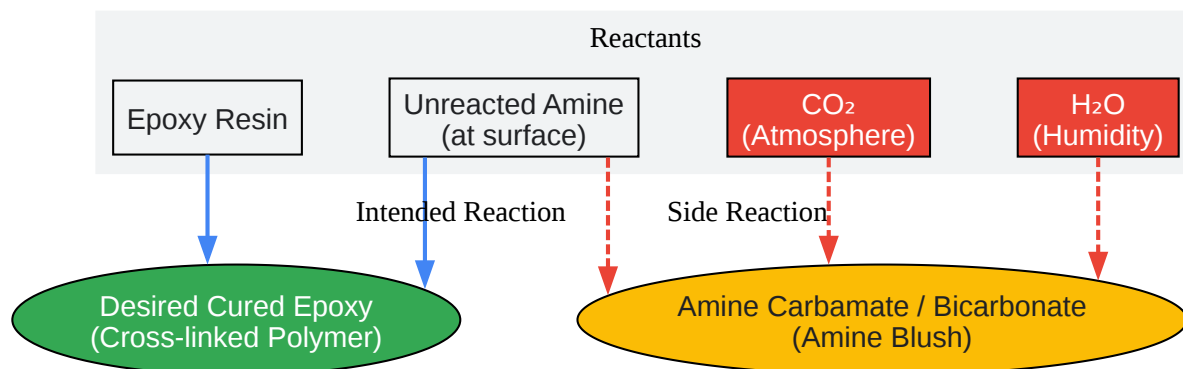 Reactants
Epoxy Resin
Unreacted Amine
(at surface)
CO₂
(Atmosphere)
H₂O
(Humidity)
Intended Reaction
Side Reaction
Desired Cured Epoxy
(Cross-linked Polymer)
Amine Carbamate / Bicarbonate
(Amine Blush)